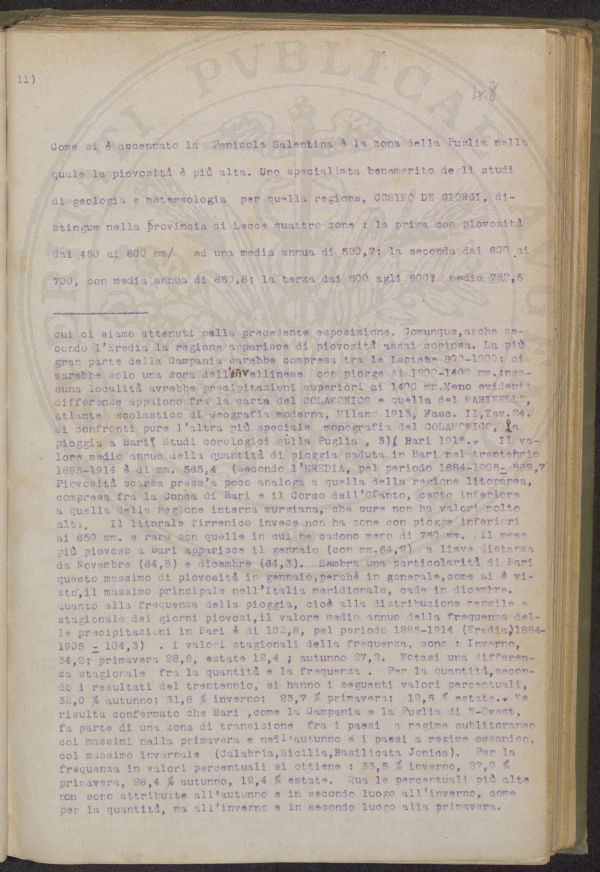 11)
48
Come si è accennato la Penisola Salentina è la zona della Puglia nella
quale la piovosità è più alta. Uno specialista benemerito degli studi
di geologia e metereologia per quella regione, COSIMO DE GIORGI, di-
stingue nella provincia di Lecce quattro zone : la prima con piovosità
dai 450 ai 600 mm/ ed una media annua di 520,7; la seconda dai 600 ai
700, con media annua di 650,8; la terza dai 600 agli 900? media 752,5
cui ci siamo attenuti nella precedente esposizione. Comunque, anche se-
condo l'Eredia la regione apparisce di piovosità assai copiosa. La più
gran parte della Campania sarebbe compresa tra le isoiete 800-1000; ci
sarebbe solo una zona dell'Avellinese con piogge di 1200-1400 mm.:nes-
suna località avrebbe precipitazioni superiori ai 1400 mm.Meno evidenti
differenze appaiono fra la carta del COLAMONICO e quella del MARINELLI,
Atlante scolastico di Geografia moderna, Milano 1913, Fasc. II,Tav.24.
Si confronti pure l'altra più speciale monografia del COLAMONICO, La
pioggia a Bari( Studi corologici sulla Puglia , 3), Bari 1918.. Il va-
lore medio annuo della quantità di pioggia caduta in Bari nel trentennio
1885-1914 è di mm. 565,4 (secondo l'EREDIA, pel periodo 1884-1905- 569,7
Piovosità scarsa press'a poco analoga a quella della regione litoranea,
compresa fra la Conca di Bari e il Corso dell'Ofanto, certo inferiore
a quella della regione interna murgiana, che pure non ha valori molto
alti. Il litorale Tirrenico invece non ha zone con piogge inferiori
ai 650 mm. e rare son quelle in cui ne cadono meno di 750 mm. Il mese
più piovoso a Bari apparisce il gennaio (con mm.64,9) a lieve distanza
da Novembre (64,8) e dicembre (64,3). Sembra una particolarità di Bari
questo massimo di piovosità in gennaio,perchè in generale,come si è vi-
sto,il massimo principale nell'Italia meridionale, cade in dicembre.
Quanto alla frequenza della pioggia, cioè alla distribuzione mensile e
stagionale dei giorni piovosi,il valore medio annuo della frequenza del-
le precipitazioni in Bari è di 102,8, pel periodo 1885-1914 (Eredia)1884-
1905 - 104,3) . I valori stagionali della frequenza, sono : Inverno,
34,2; primavera 28,8, estate 12,4 ; autunno 27,2. Notasi una differen-
za stagionale fra la quantità e la frequenza . Per la quantità,secon-
do i resultati del trentennio, si hanno i seguenti valori percentuali,
32,0 % autunno; 31,8 % inverno; 23,7 % primavera; 12,5 % estate.. Ne
risulta confermato che Bari ,come la Campania e la Puglia di N-Ovest,
fa parte di una zona di transizione fra i paesi a regime sublitoraneo
coi massimi nella primavera e nell'autunno e i paesi a regime oceanico,
col massimo invernale (Calabria,Sicilia,Basilicata Jonica). Per la
frequenza in valori percentuali si ottiene : 33,3 % inverno, 27,9 %
primavera, 26,4 % autunno, 12,4 % estate. Qua le percentuali più alte
non sono attribuite all'autunno e in secondo luogo all'inverno, come
per la quantità, ma all'inverno e in secondo luogo alla primavera.